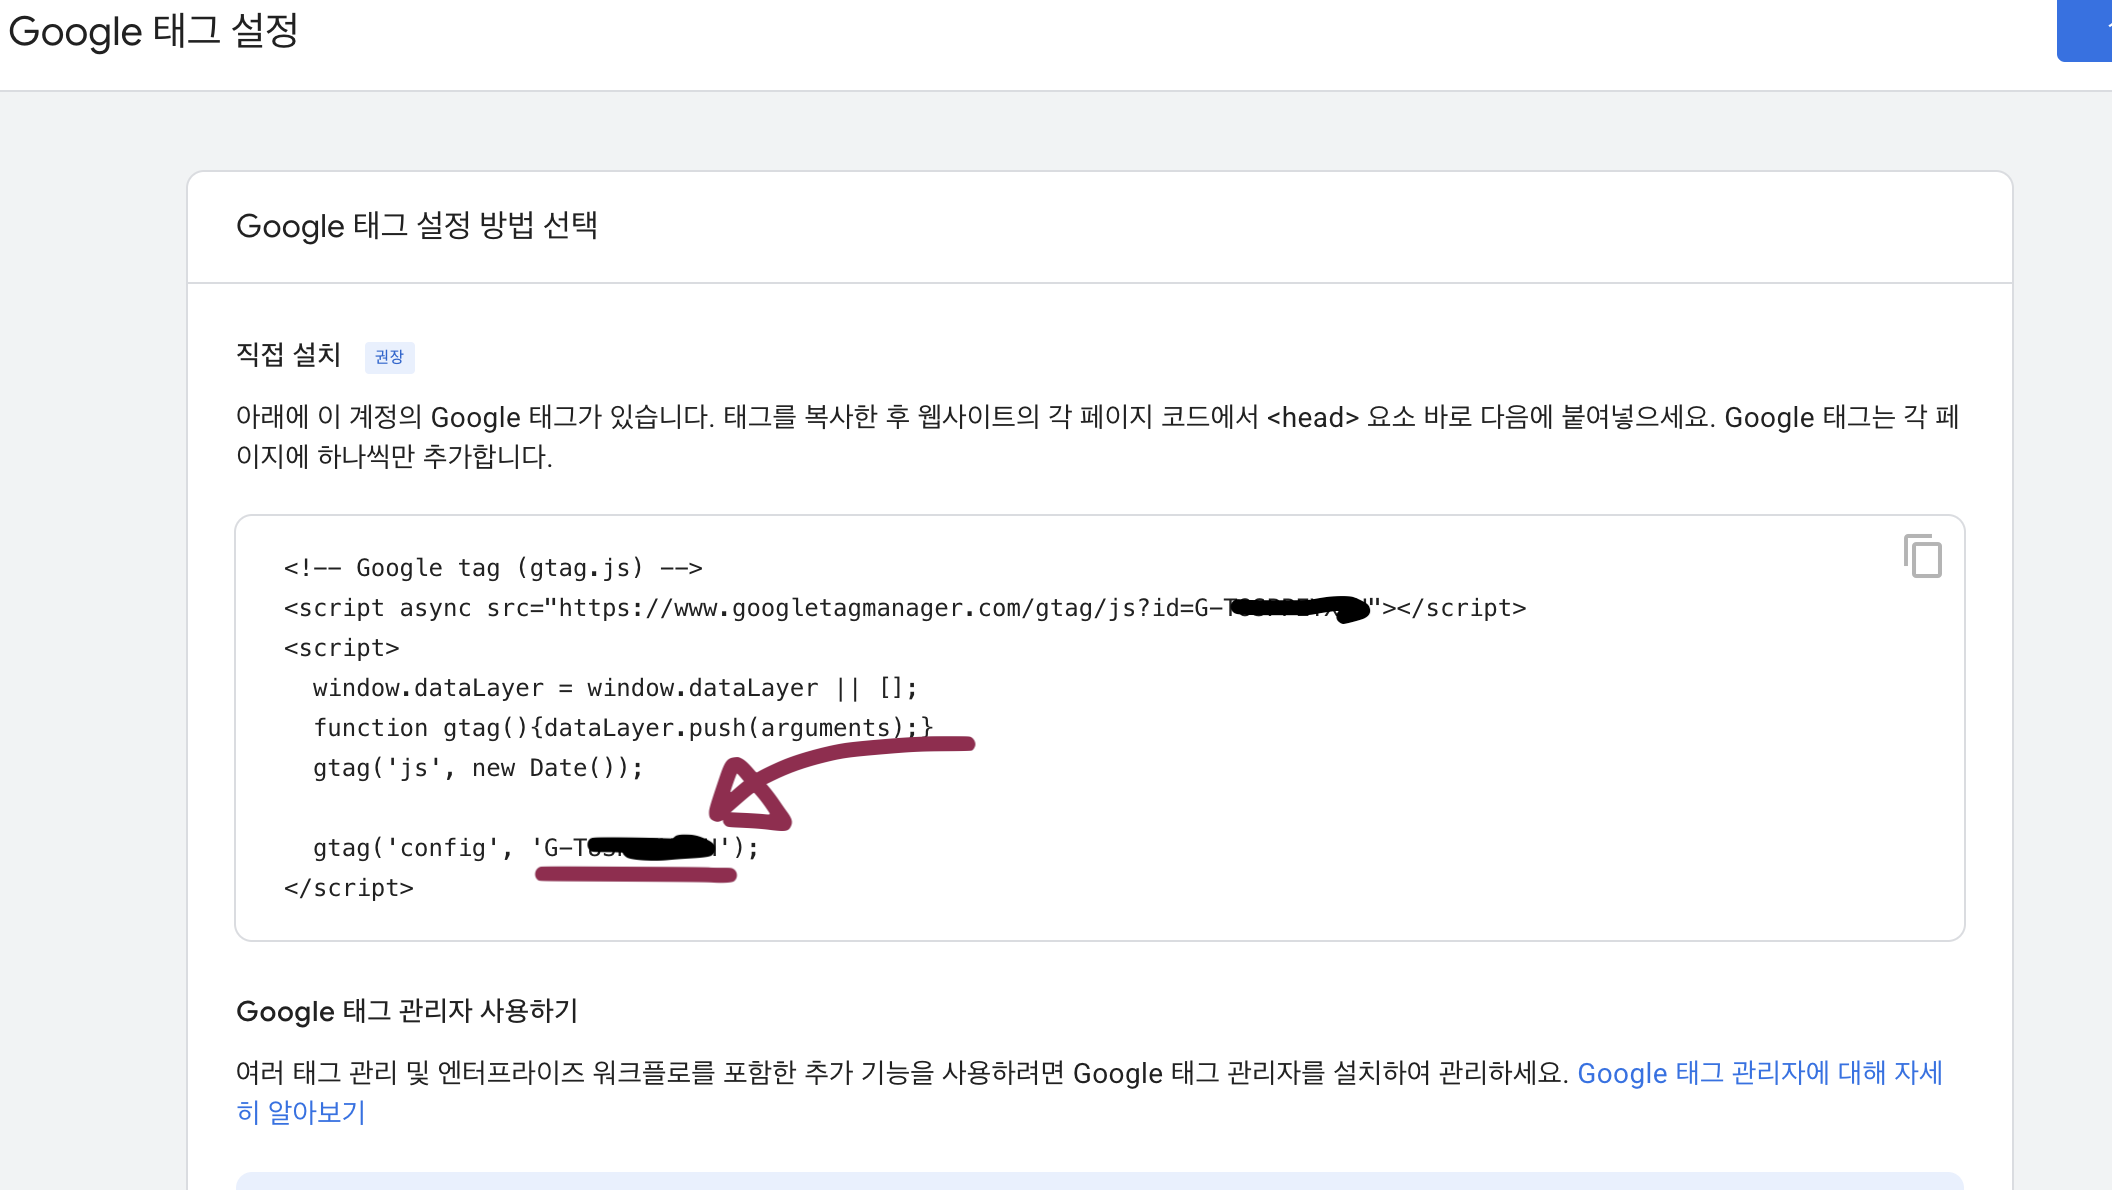 Google 태그 설정
Google 태그 설정 방법 선택
직접 설치 권장
아래에 이 계정의 Google 태그가 있습니다. 태그를 복사한 후 웹사이트의 각 페이지 코드에서 <head> 요소 바로 다음에 붙여넣으세요. Google 태그는 각 페
이지에 하나씩만 추가합니다.
<!-- Google tag (gtag.js) -->
<script async src="https://www.googletagmanager.com/gtag/js?id=G-T"></script>
<script>
window.dataLayer = window.dataLayer || [];
function gtag(){dataLayer.push(arguments);}
gtag('js', new Date());
gtag('config', 'G-T');
</script>
Google 태그 관리자 사용하기
여러 태그 관리 및 엔터프라이즈 워크플로를 포함한 추가 기능을 사용하려면 Google 태그 관리자를 설치하여 관리하세요. Google 태그 관리자에 대해 자세
히 알아보기